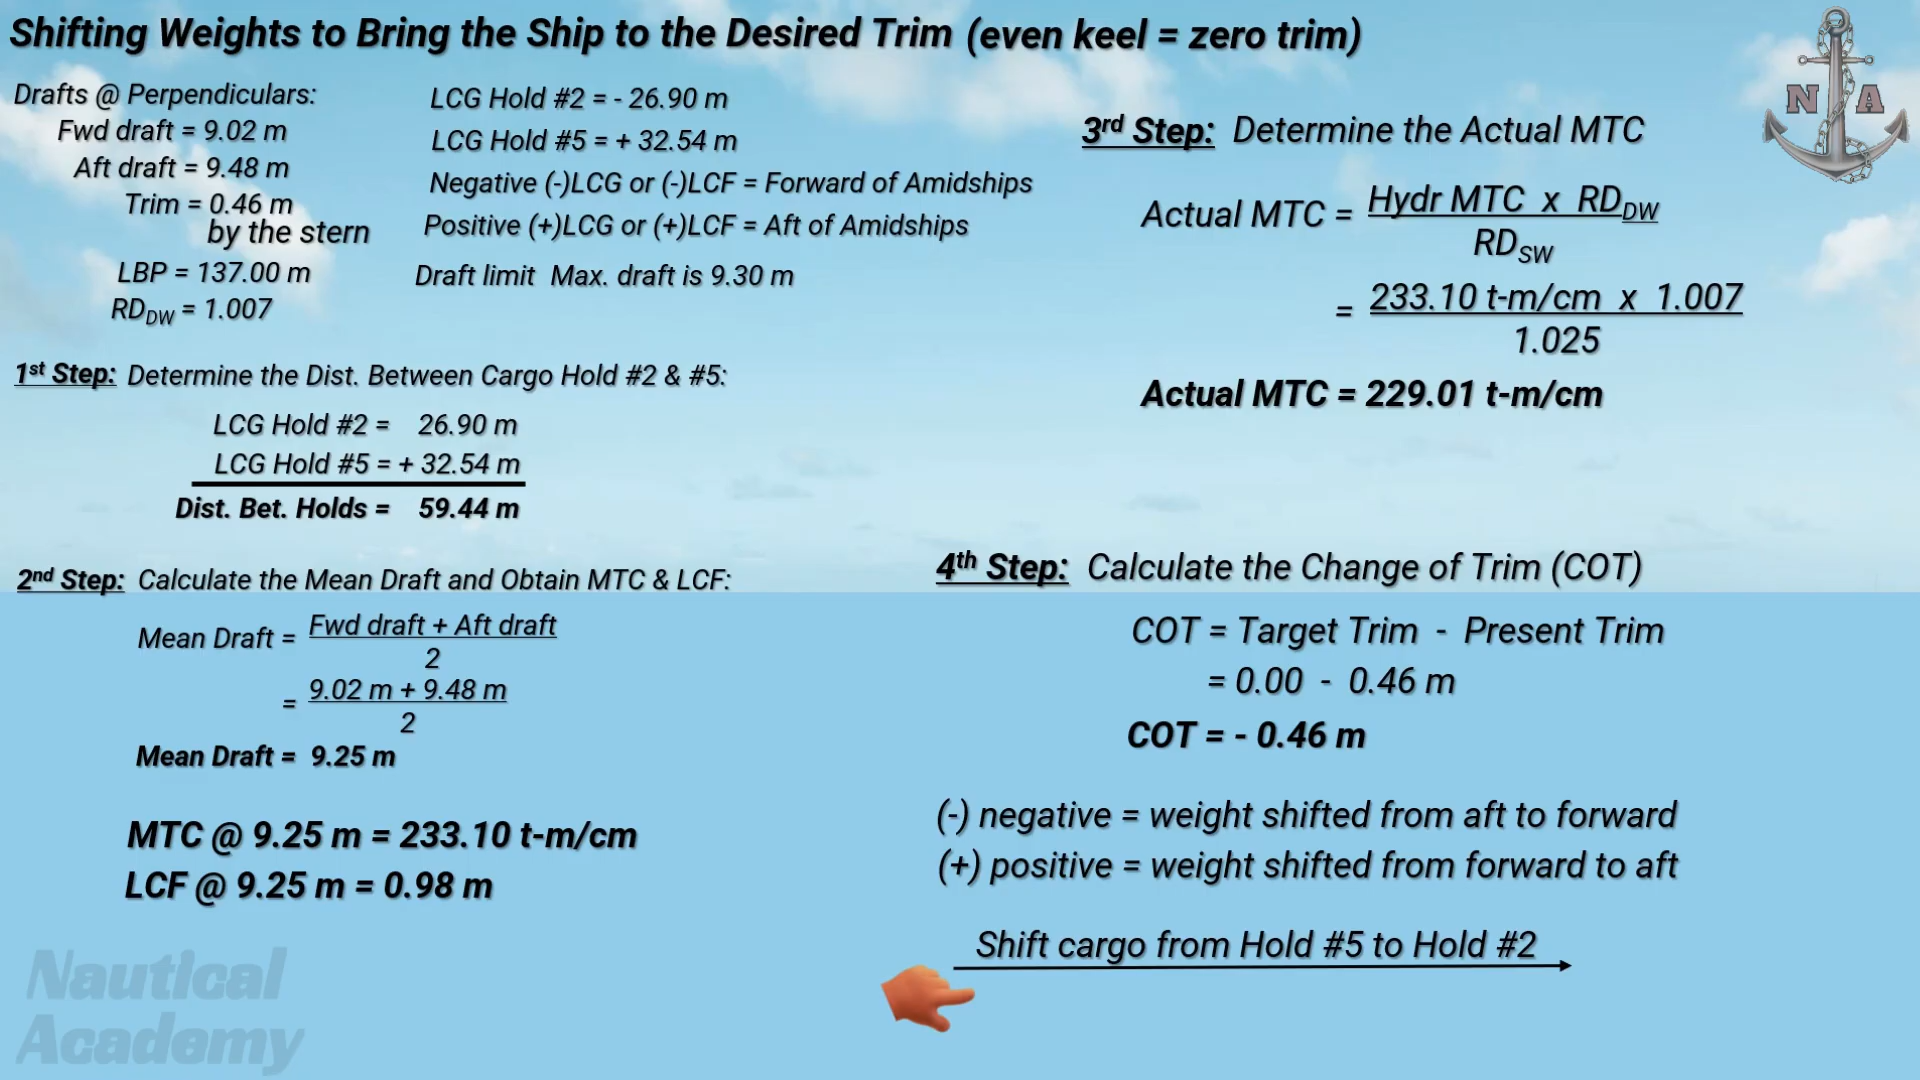 Shifting Weights to Bring the Ship to the Desired Trim (even keel = zero trim)
Drafts @ Perpendiculars:
Fwd draft = 9.02 m
Aft draft = 9.48 m
Trim = 0.46 m
by the stern
LBP = 137.00 m
RD_DW = 1.007
LCG Hold #2 = - 26.90 m
LCG Hold #5 = + 32.54 m
Negative (-)LCG or (-)LCF = Forward of Amidships
Positive (+)LCG or (+)LCF = Aft of Amidships
Draft limit Max. draft is 9.30 m
1st Step: Determine the Dist. Between Cargo Hold #2 & #5:
LCG Hold #2 = 26.90 m
LCG Hold #5 = + 32.54 m
Dist. Bet. Holds = 59.44 m
2nd Step: Calculate the Mean Draft and Obtain MTC & LCF:
Mean Draft = Fwd draft + Aft draft
2
= 9.02 m + 9.48 m
2
Mean Draft = 9.25 m
MTC @ 9.25 m = 233.10 t-m/cm
LCF @ 9.25 m = 0.98 m
3rd Step: Determine the Actual MTC
Actual MTC = Hydr MTC x RD_DW
RD_SW
= 233.10 t-m/cm x 1.007
1.025
Actual MTC = 229.01 t-m/cm
4th Step: Calculate the Change of Trim (COT)
COT = Target Trim - Present Trim
= 0.00 - 0.46 m
COT = - 0.46 m
(-) negative = weight shifted from aft to forward
(+) positive = weight shifted from forward to aft
Shift cargo from Hold #5 to Hold #2
N A
Nautical
Academy